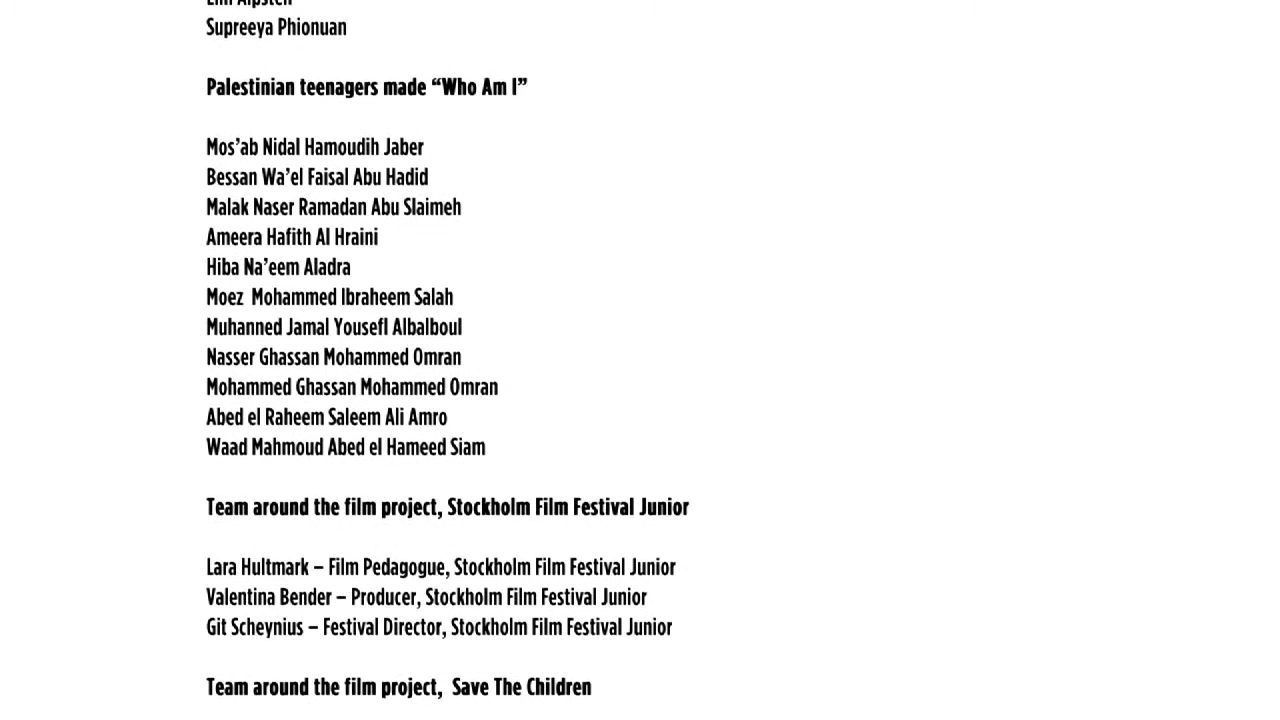 Supreeya Phionuan
Palestinian teenagers made “Who Am I”
Mos’ab Nidal Hamoudih Jaber
Bessan Wa’el Faisal Abu Hadid
Malak Naser Ramadan Abu Slaimeh
Ameera Hafith Al Hraini
Hiba Na’eem Aladra
Moez  Mohammed Ibraheem Salah
Muhanned Jamal Yousefl Albalboul
Nasser Ghassan Mohammed Omran
Mohammed Ghassan Mohammed Omran
Abed el Raheem Saleem Ali Amro
Waad Mahmoud Abed el Hameed Siam
Team around the film project, Stockholm Film Festival Junior
Lara Hultmark – Film Pedagogue, Stockholm Film Festival Junior
Valentina Bender – Producer, Stockholm Film Festival Junior
Git Scheynius – Festival Director, Stockholm Film Festival Junior
Team around the film project,  Save The Children